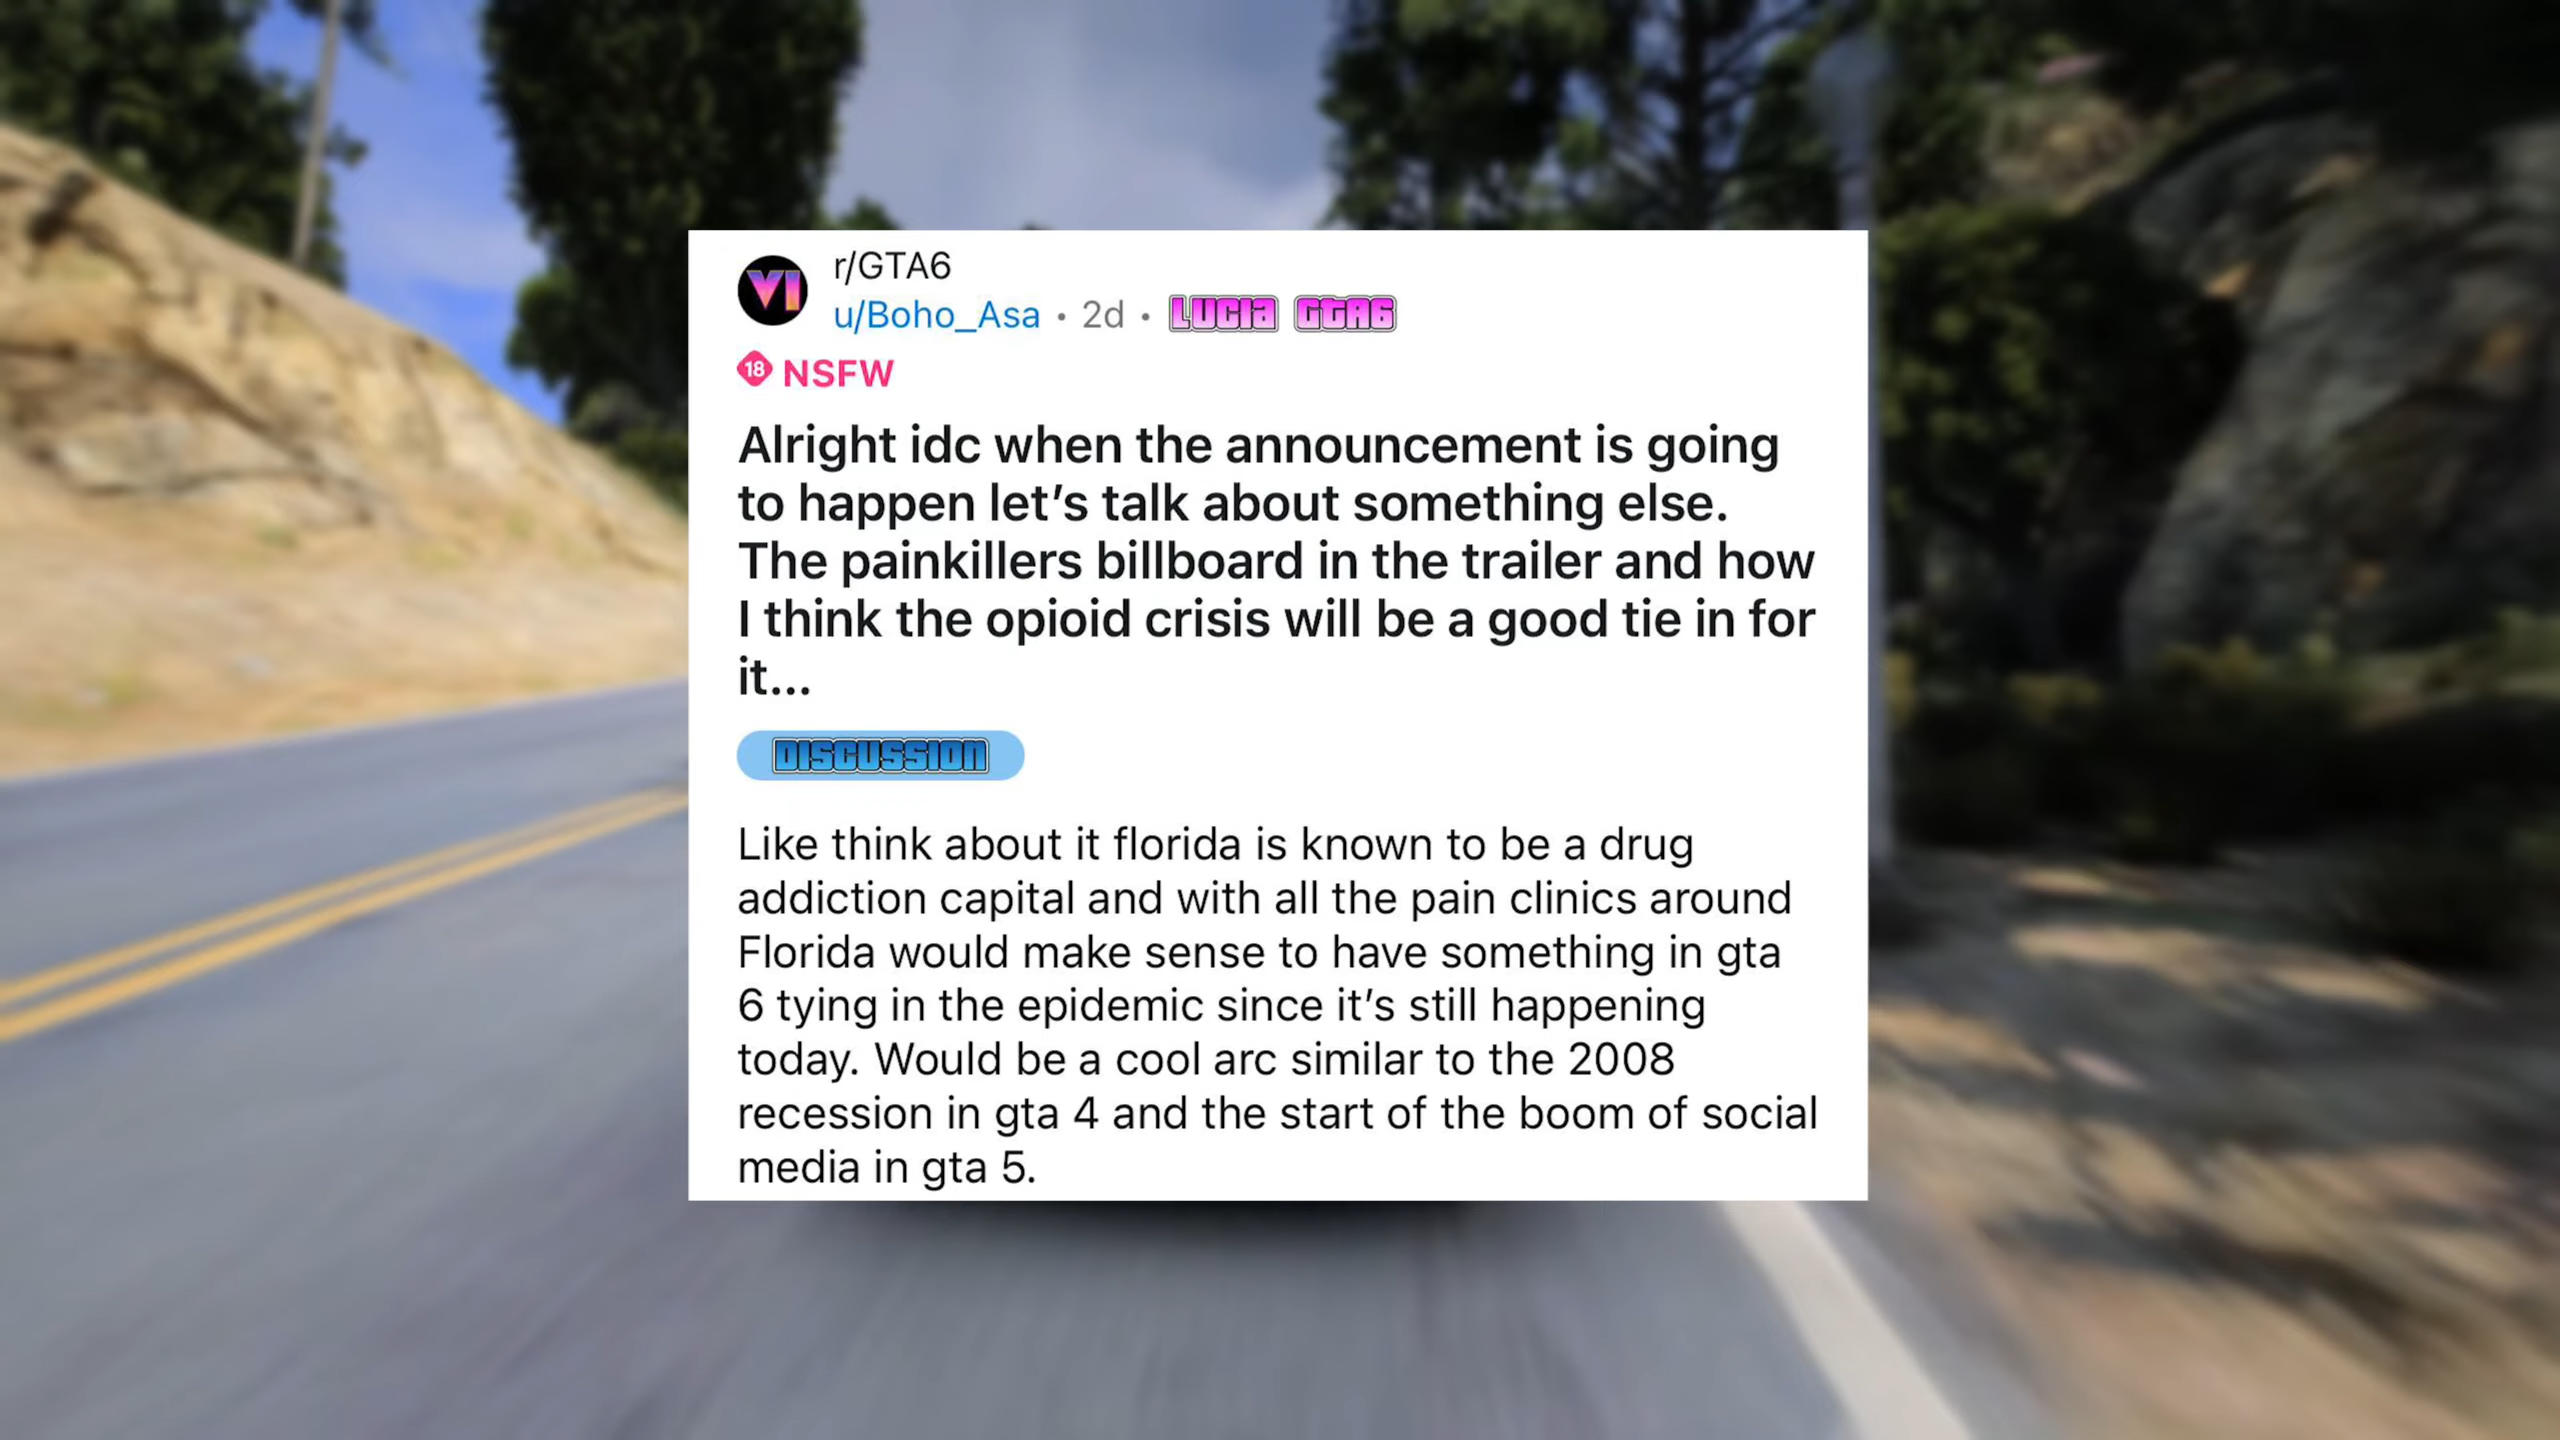 VI
r/GTA6
u/Boho_Asa • 2d • LUCIA GTA6
18 NSFW
Alright idc when the announcement is going
to happen let's talk about something else.
The painkillers billboard in the trailer and how
I think the opioid crisis will be a good tie in for
it...
DISCUSSION
Like think about it florida is known to be a drug
addiction capital and with all the pain clinics around
Florida would make sense to have something in gta
6 tying in the epidemic since it's still happening
today. Would be a cool arc similar to the 2008
recession in gta 4 and the start of the boom of social
media in gta 5.